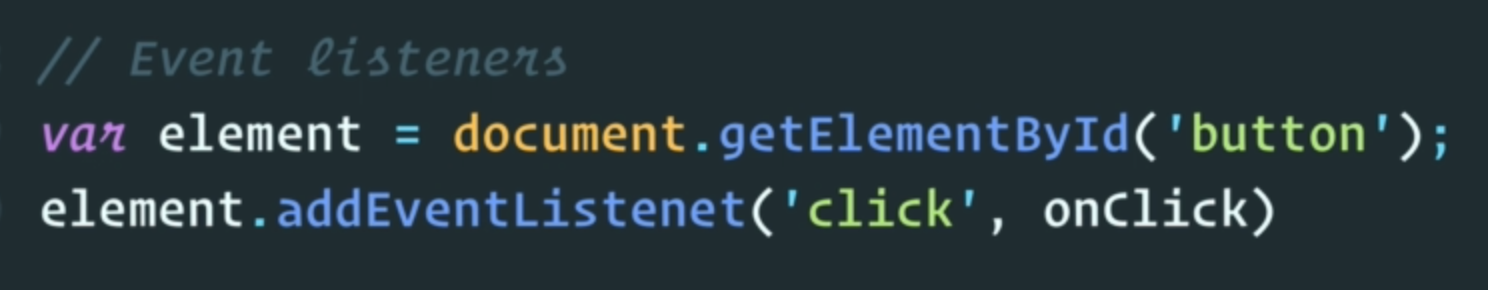 // Event listeners
var element = document.getElementById('button');
element.addEventListenet('click', onClick)